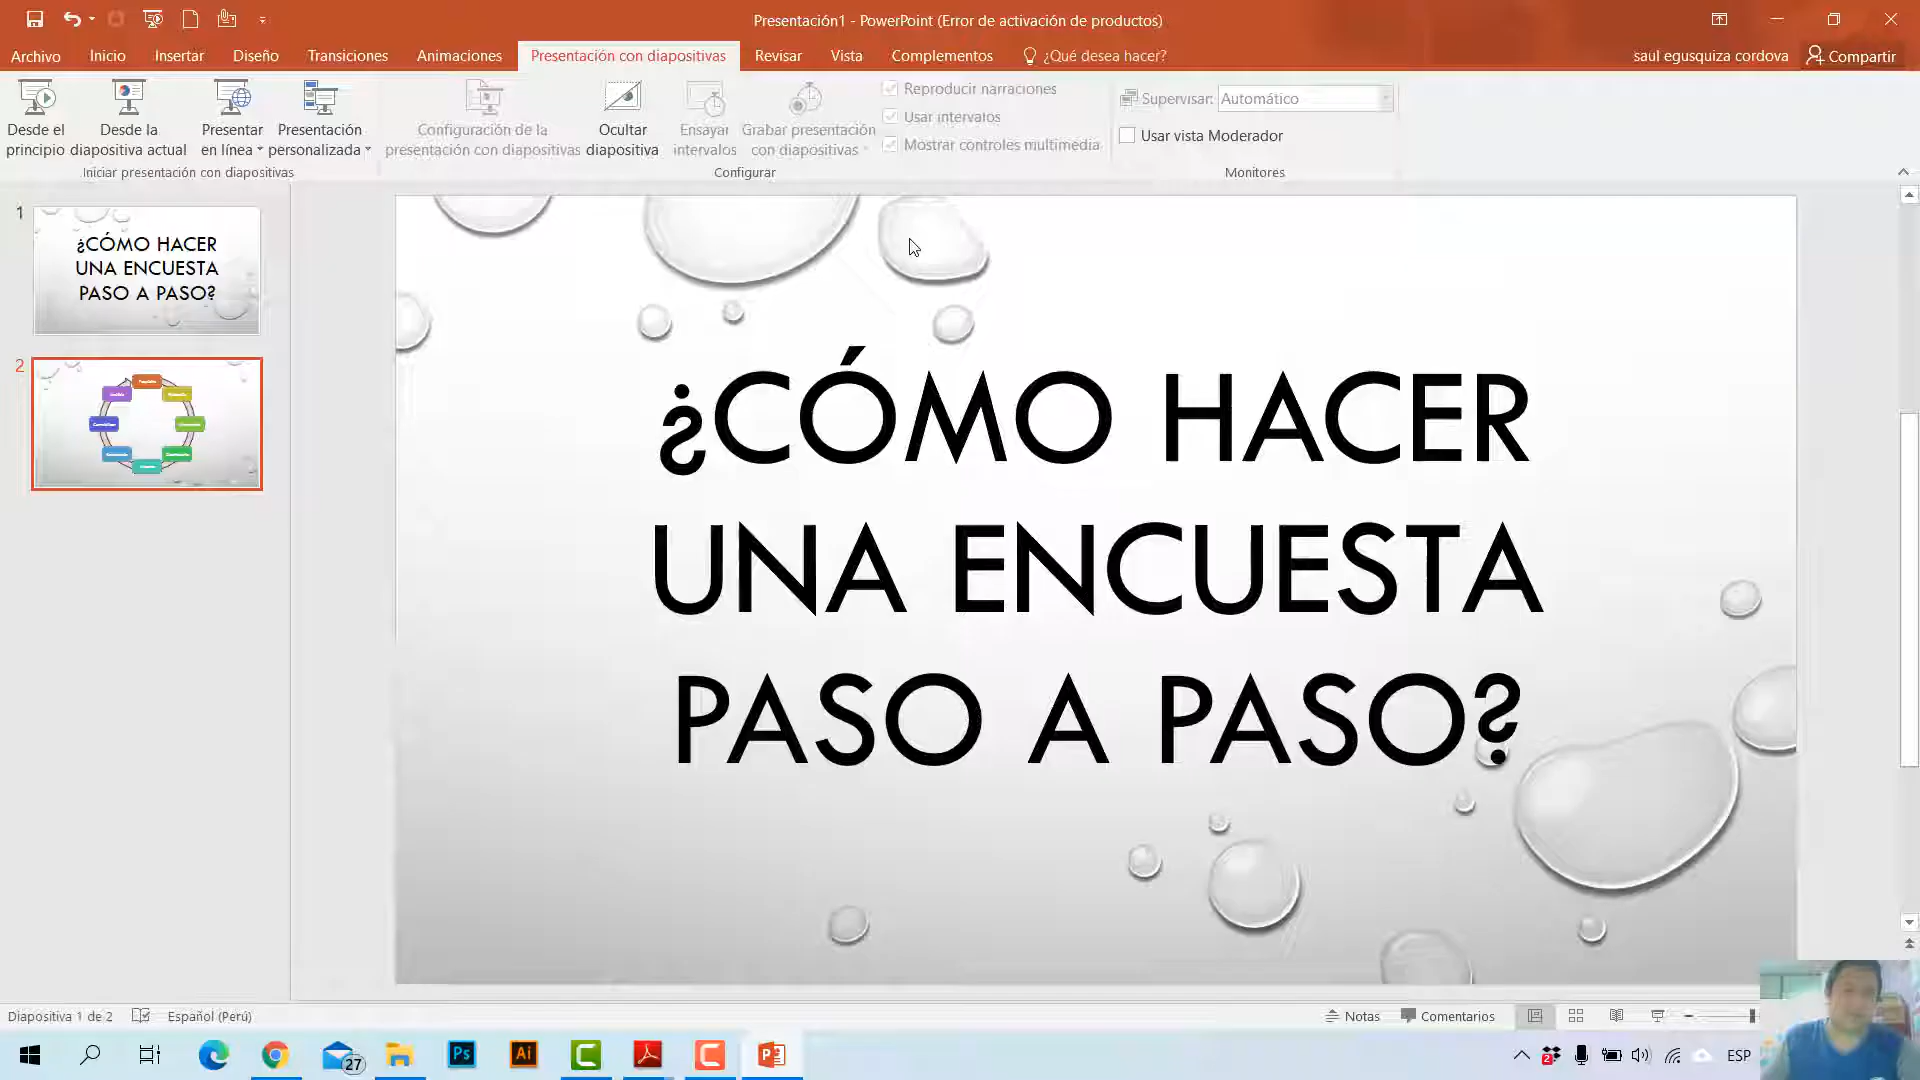 Presentación1 - PowerPoint (Error de activación de productos)
Archivo
Inicio
Insertar
Diseño
Transiciones
Animaciones
Presentación con diapositivas
Revisar
Vista
Complementos
¿Qué desea hacer?
saul egusquiza cordova
Compartir
Desde el principio
Desde la diapositiva actual
Presentar en línea
Presentación personalizada
Iniciar presentación con diapositivas
Configuración de la presentación con diapositivas
Ocultar diapositiva
Ensayar intervalos
Grabar presentación con diapositivas
Reproducir narraciones
Usar intervalos
Mostrar controles multimedia
Configurar
Supervisar: Automático
Usar vista Moderador
Monitores
1
¿CÓMO HACER
UNA ENCUESTA
PASO A PASO?
2
¿CÓMO HACER
UNA ENCUESTA
PASO A PASO?
Diapositiva 1 de 2
Español (Perú)
Notas
Comentarios
27
Ps
Ai
2
ESP